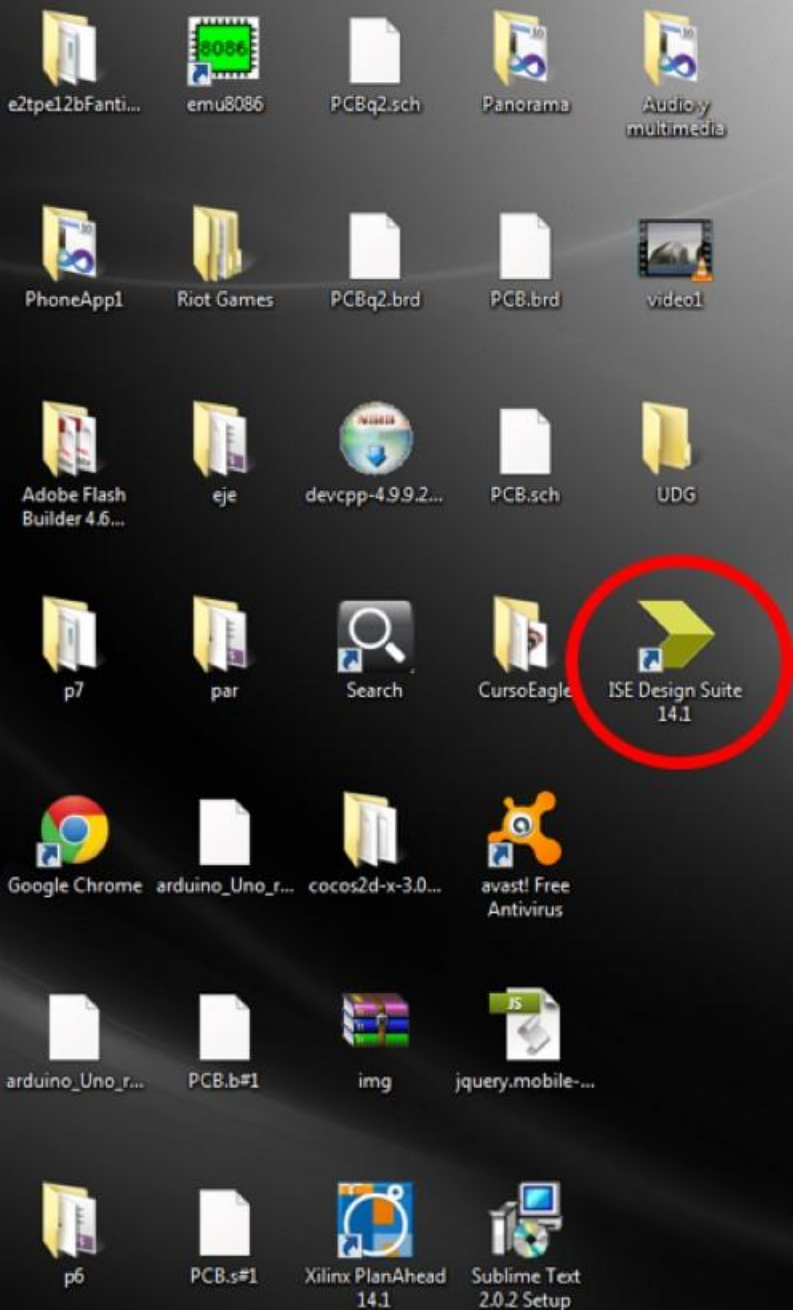 8086
e2tpe12bFanti...
emu8086
PCBq2.sch
Panorama
Audio y
multimedia
PhoneApp1
Riot Games
PCBq2.brd
PCB.brd
video1
Adobe Flash
Builder 4.6...
eje
devcpp-4.9.9.2...
PCB.sch
UDG
p7
par
Search
CursoEagle
ISE Design Suite
14.1
Google Chrome
arduino_Uno_r...
cocos2d-x-3.0...
avast! Free
Antivirus
JS
arduino_Uno_r...
PCB.b#1
img
jquery.mobile-...
p6
PCB.s#1
Xilinx PlanAhead
14.1
Sublime Text
2.0.2 Setup